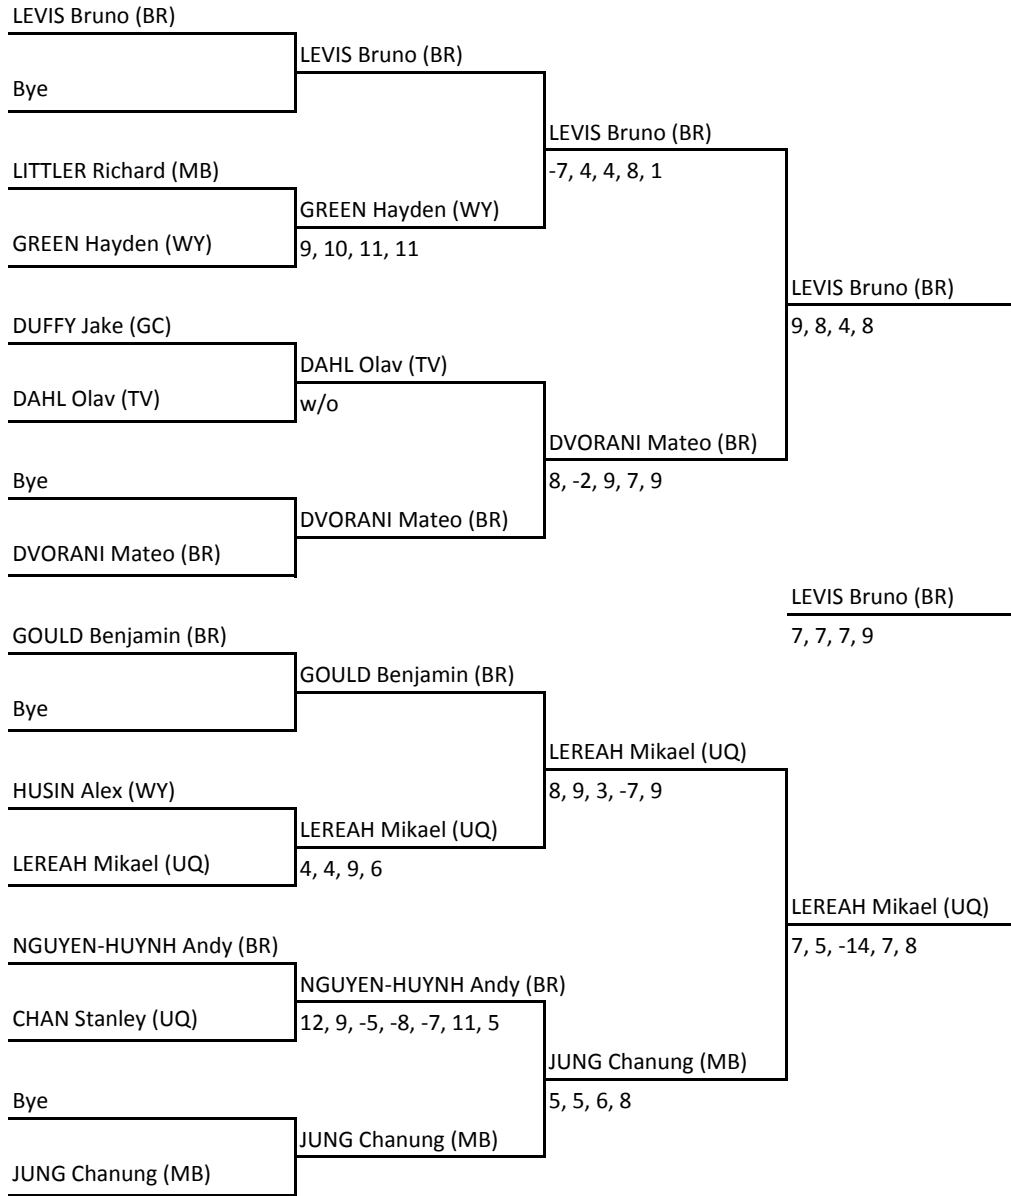 LEVIS Bruno (BR)
LEVIS Bruno (BR)
Bye
LEVIS Bruno (BR)
LITTLER Richard (MB)
-7, 4, 4, 8, 1
GREEN Hayden (WY)
GREEN Hayden (WY)
9, 10, 11, 11
LEVIS Bruno (BR)
DUFFY Jake (GC)
9, 8, 4, 8
DAHL Olav (TV)
DAHL Olav (TV)
w/o
DVORANI Mateo (BR)
Bye
8, -2, 9, 7, 9
DVORANI Mateo (BR)
DVORANI Mateo (BR)
LEVIS Bruno (BR)
GOULD Benjamin (BR)
7, 7, 7, 9
GOULD Benjamin (BR)
Bye
LEREAH Mikael (UQ)
HUSIN Alex (WY)
8, 9, 3, -7, 9
LEREAH Mikael (UQ)
LEREAH Mikael (UQ)
4, 4, 9, 6
LEREAH Mikael (UQ)
NGUYEN-HUYNH Andy (BR)
7, 5, -14, 7, 8
NGUYEN-HUYNH Andy (BR)
CHAN Stanley (UQ)
12, 9, -5, -8, -7, 11, 5
JUNG Chanung (MB)
Bye
5, 5, 6, 8
JUNG Chanung (MB)
JUNG Chanung (MB)